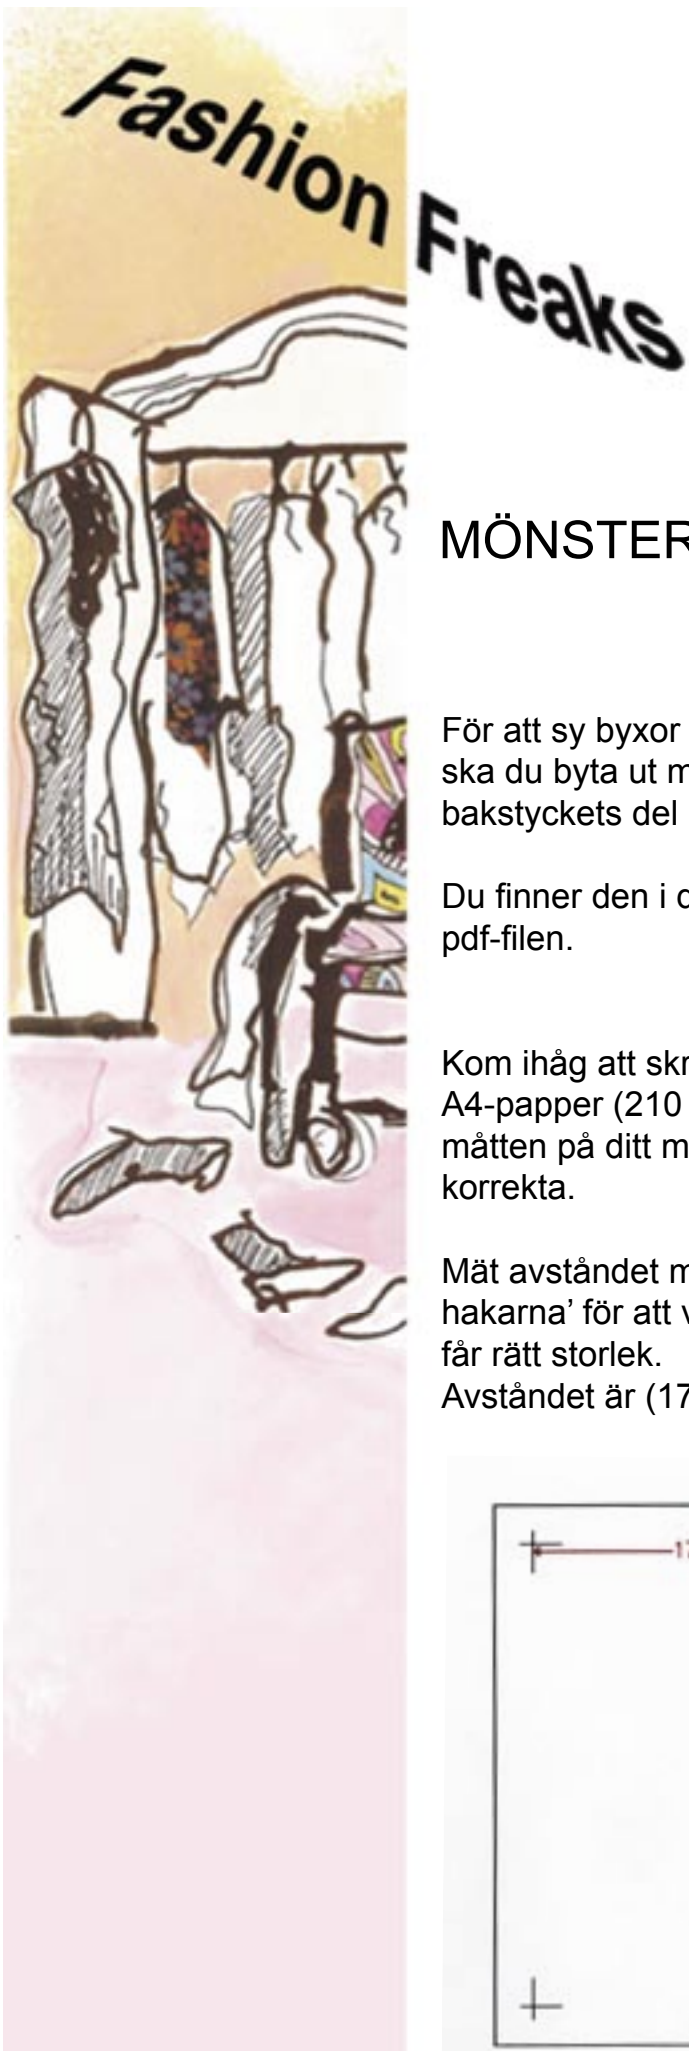 Fashion Freaks
MÖNSTER
För att sy byxor
ska du byta ut m
bakstyckets del
Du finner den i d
pdf-filen.
Kom ihåg att skr
A4-papper (210
måtten på ditt m
korrekta.
Mät avståndet m
hakarna’ för att v
får rätt storlek.
Avståndet är (17
17